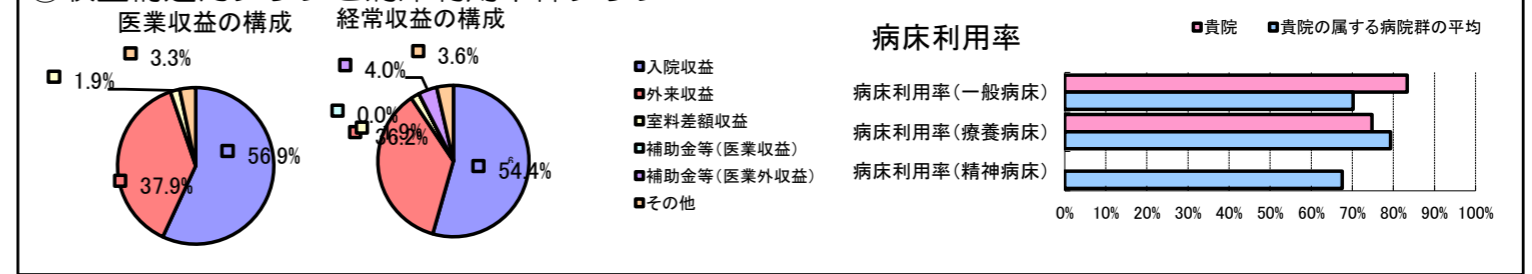 医業収益の構成
3.3%
1.9%
56.9%
37.9%
経常収益の構成
3.6%
4.0%
0.0%
36.2%
54.4%
入院収益
外来収益
室料差額収益
補助金等(医業収益)
補助金等(医業外収益)
その他
病床利用率
貴院 貴院の属する病院群の平均
病床利用率(一般病床)
病床利用率(療養病床)
病床利用率(精神病床)
0% 10% 20% 30% 40% 50% 60% 70% 80% 90% 100%